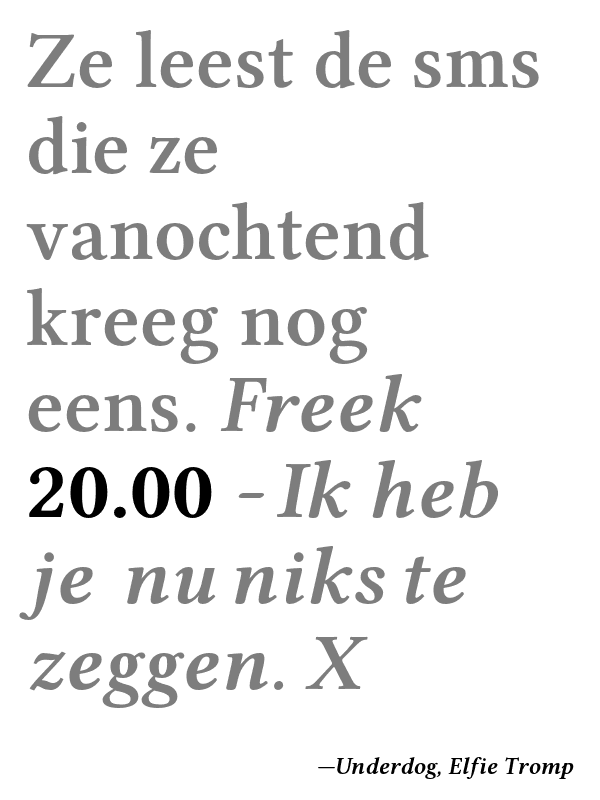 Ze leest de sms
die ze
vanochtend
kreeg nog
eens. Freek
20.00 - Ik heb
je nu niks te
zeggen. X
—Underdog, Elfie Tromp